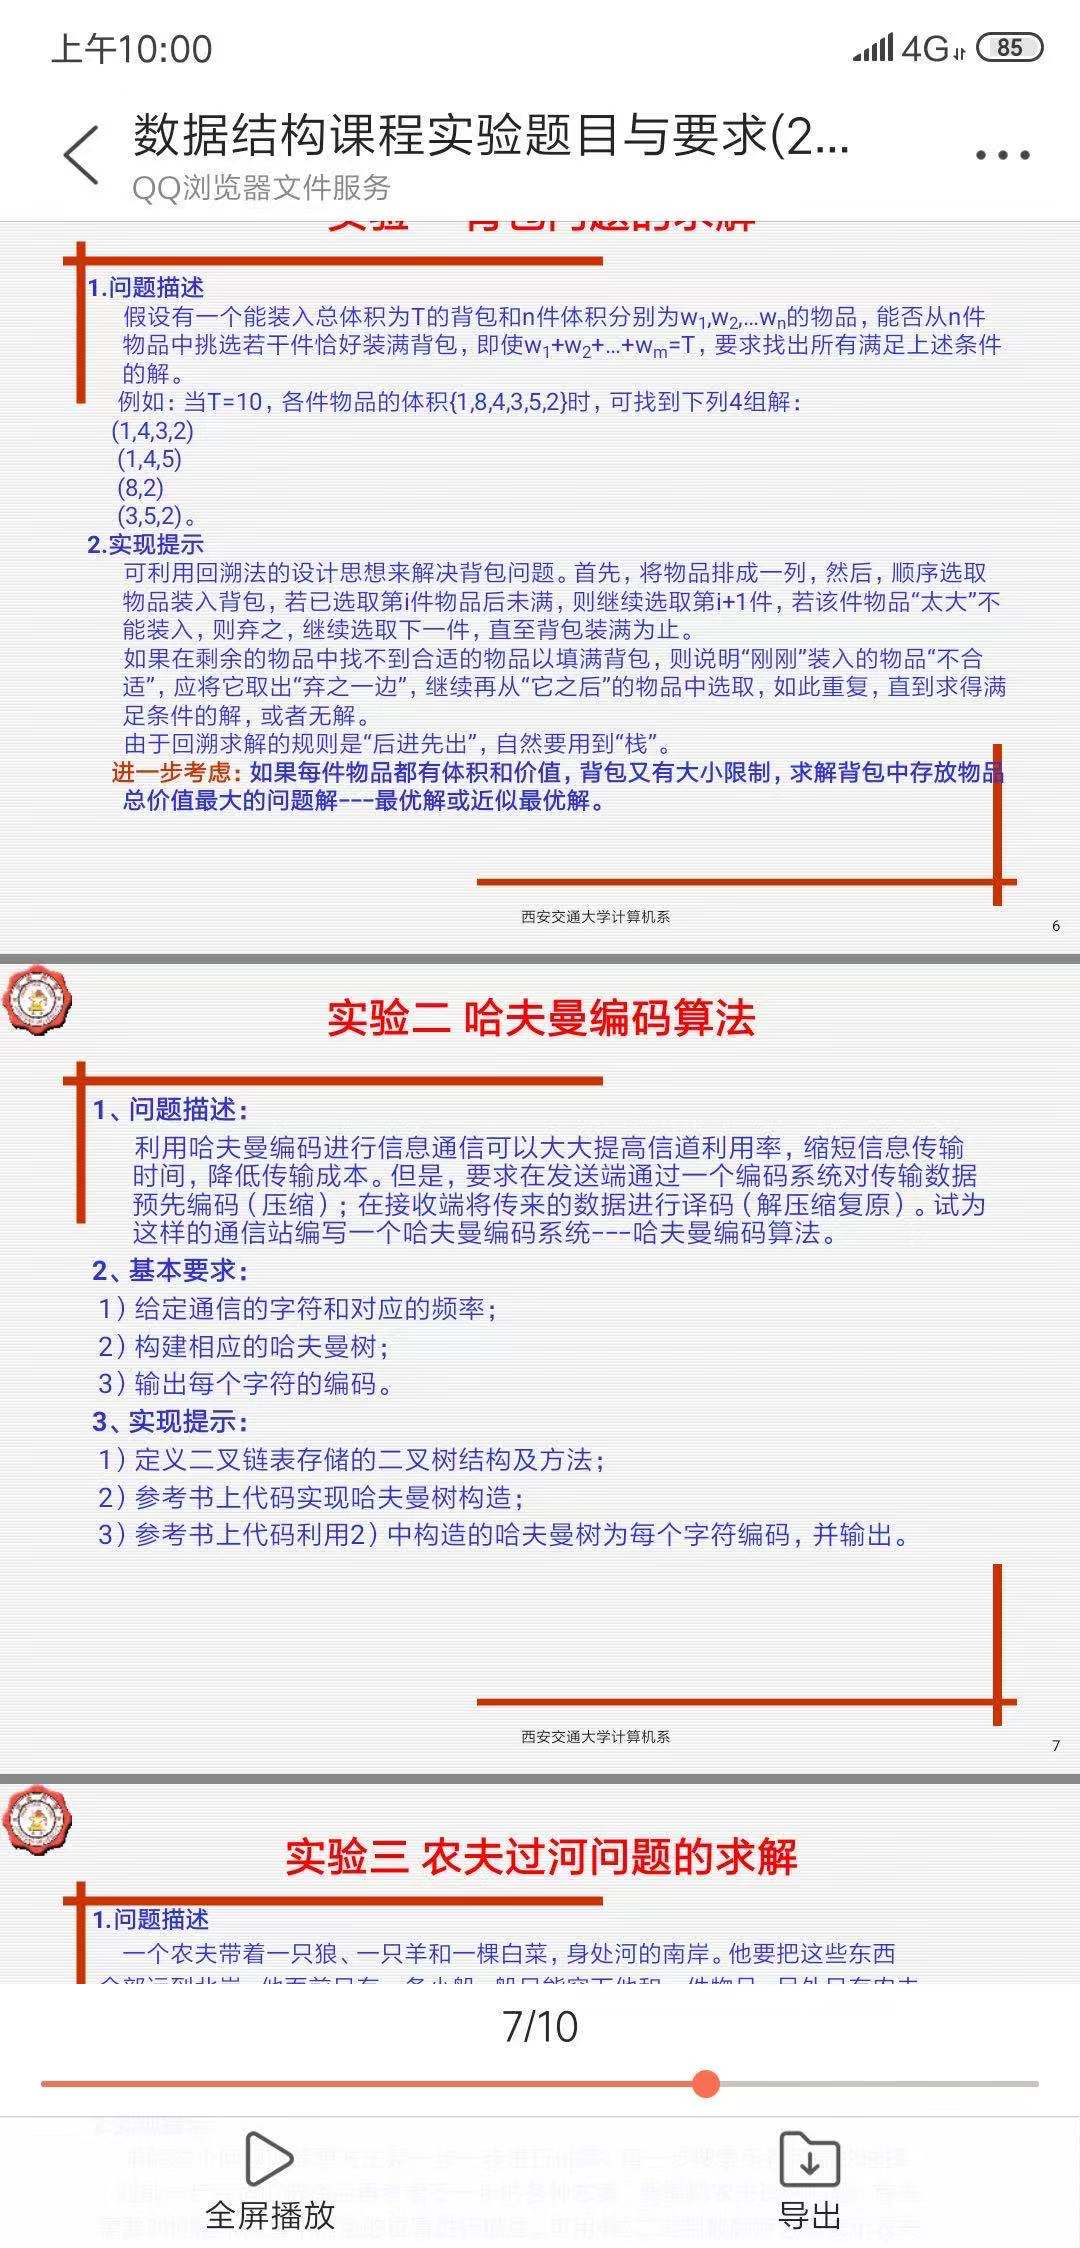 上午10:00
4G
85
数据结构课程实验题目与要求(2...
QQ浏览器文件服务
实验一 背包问题的求解
1.问题描述
假设有一个能装入总体积为T的背包和n件体积分别为w1,w2,...wn的物品，能否从n件
物品中挑选若干件恰好装满背包，即使w1+w2+...+wm=T，要求找出所有满足上述条件
的解。
例如：当T=10，各件物品的体积{1,8,4,3,5,2}时，可找到下列4组解：
(1,4,3,2)
(1,4,5)
(8,2)
(3,5,2)。
2.实现提示
可利用回溯法的设计思想来解决背包问题。首先，将物品排成一列，然后，顺序选取
物品装入背包，若已选取第i件物品后未满，则继续选取第i+1件，若该件物品“太大”不
能装入，则弃之，继续选取下一件，直至背包装满为止。
如果在剩余的物品中找不到合适的物品以填满背包，则说明“刚刚”装入的物品“不合
适”，应将它取出“弃之一边”，继续再从“它之后”的物品中选取，如此重复，直到求得满
足条件的解，或者无解。
由于回溯求解的规则是“后进先出”，自然要用到“栈”。
进一步考虑：如果每件物品都有体积和价值，背包又有大小限制，求解背包中存放物品
总价值最大的问题解---最优解或近似最优解。
西安交通大学计算机系
6
实验二 哈夫曼编码算法
1、问题描述：
利用哈夫曼编码进行信息通信可以大大提高信道利用率，缩短信息传输
时间，降低传输成本。但是，要求在发送端通过一个编码系统对传输数据
预先编码（压缩）；在接收端将传来的数据进行译码（解压缩复原）。试为
这样的通信站编写一个哈夫曼编码系统---哈夫曼编码算法。
2、基本要求：
1）给定通信的字符和对应的频率；
2）构建相应的哈夫曼树；
3）输出每个字符的编码。
3、实现提示：
1）定义二叉链表存储的二叉树结构及方法；
2）参考书上代码实现哈夫曼树构造；
3）参考书上代码利用2）中构造的哈夫曼树为每个字符编码，并输出。
西安交通大学计算机系
7
实验三 农夫过河问题的求解
1.问题描述
一个农夫带着一只狼、一只羊和一棵白菜，身处河的南岸。他要把这些东西
7/10
全屏播放
导出